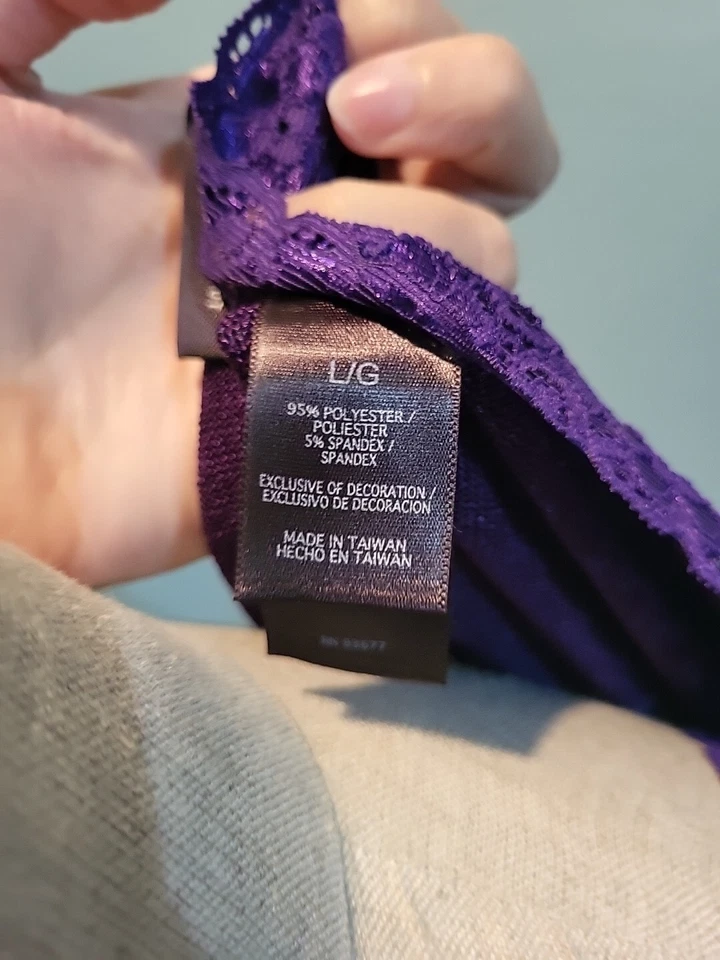 L/G
95% POLYESTER /
POLIESTER
5% SPANDEX /
SPANDEX
EXCLUSIVE OF DECORATION /
EXCLUSIVO DE DECORACION
MADE IN TAIWAN
HECHO EN TAIWAN